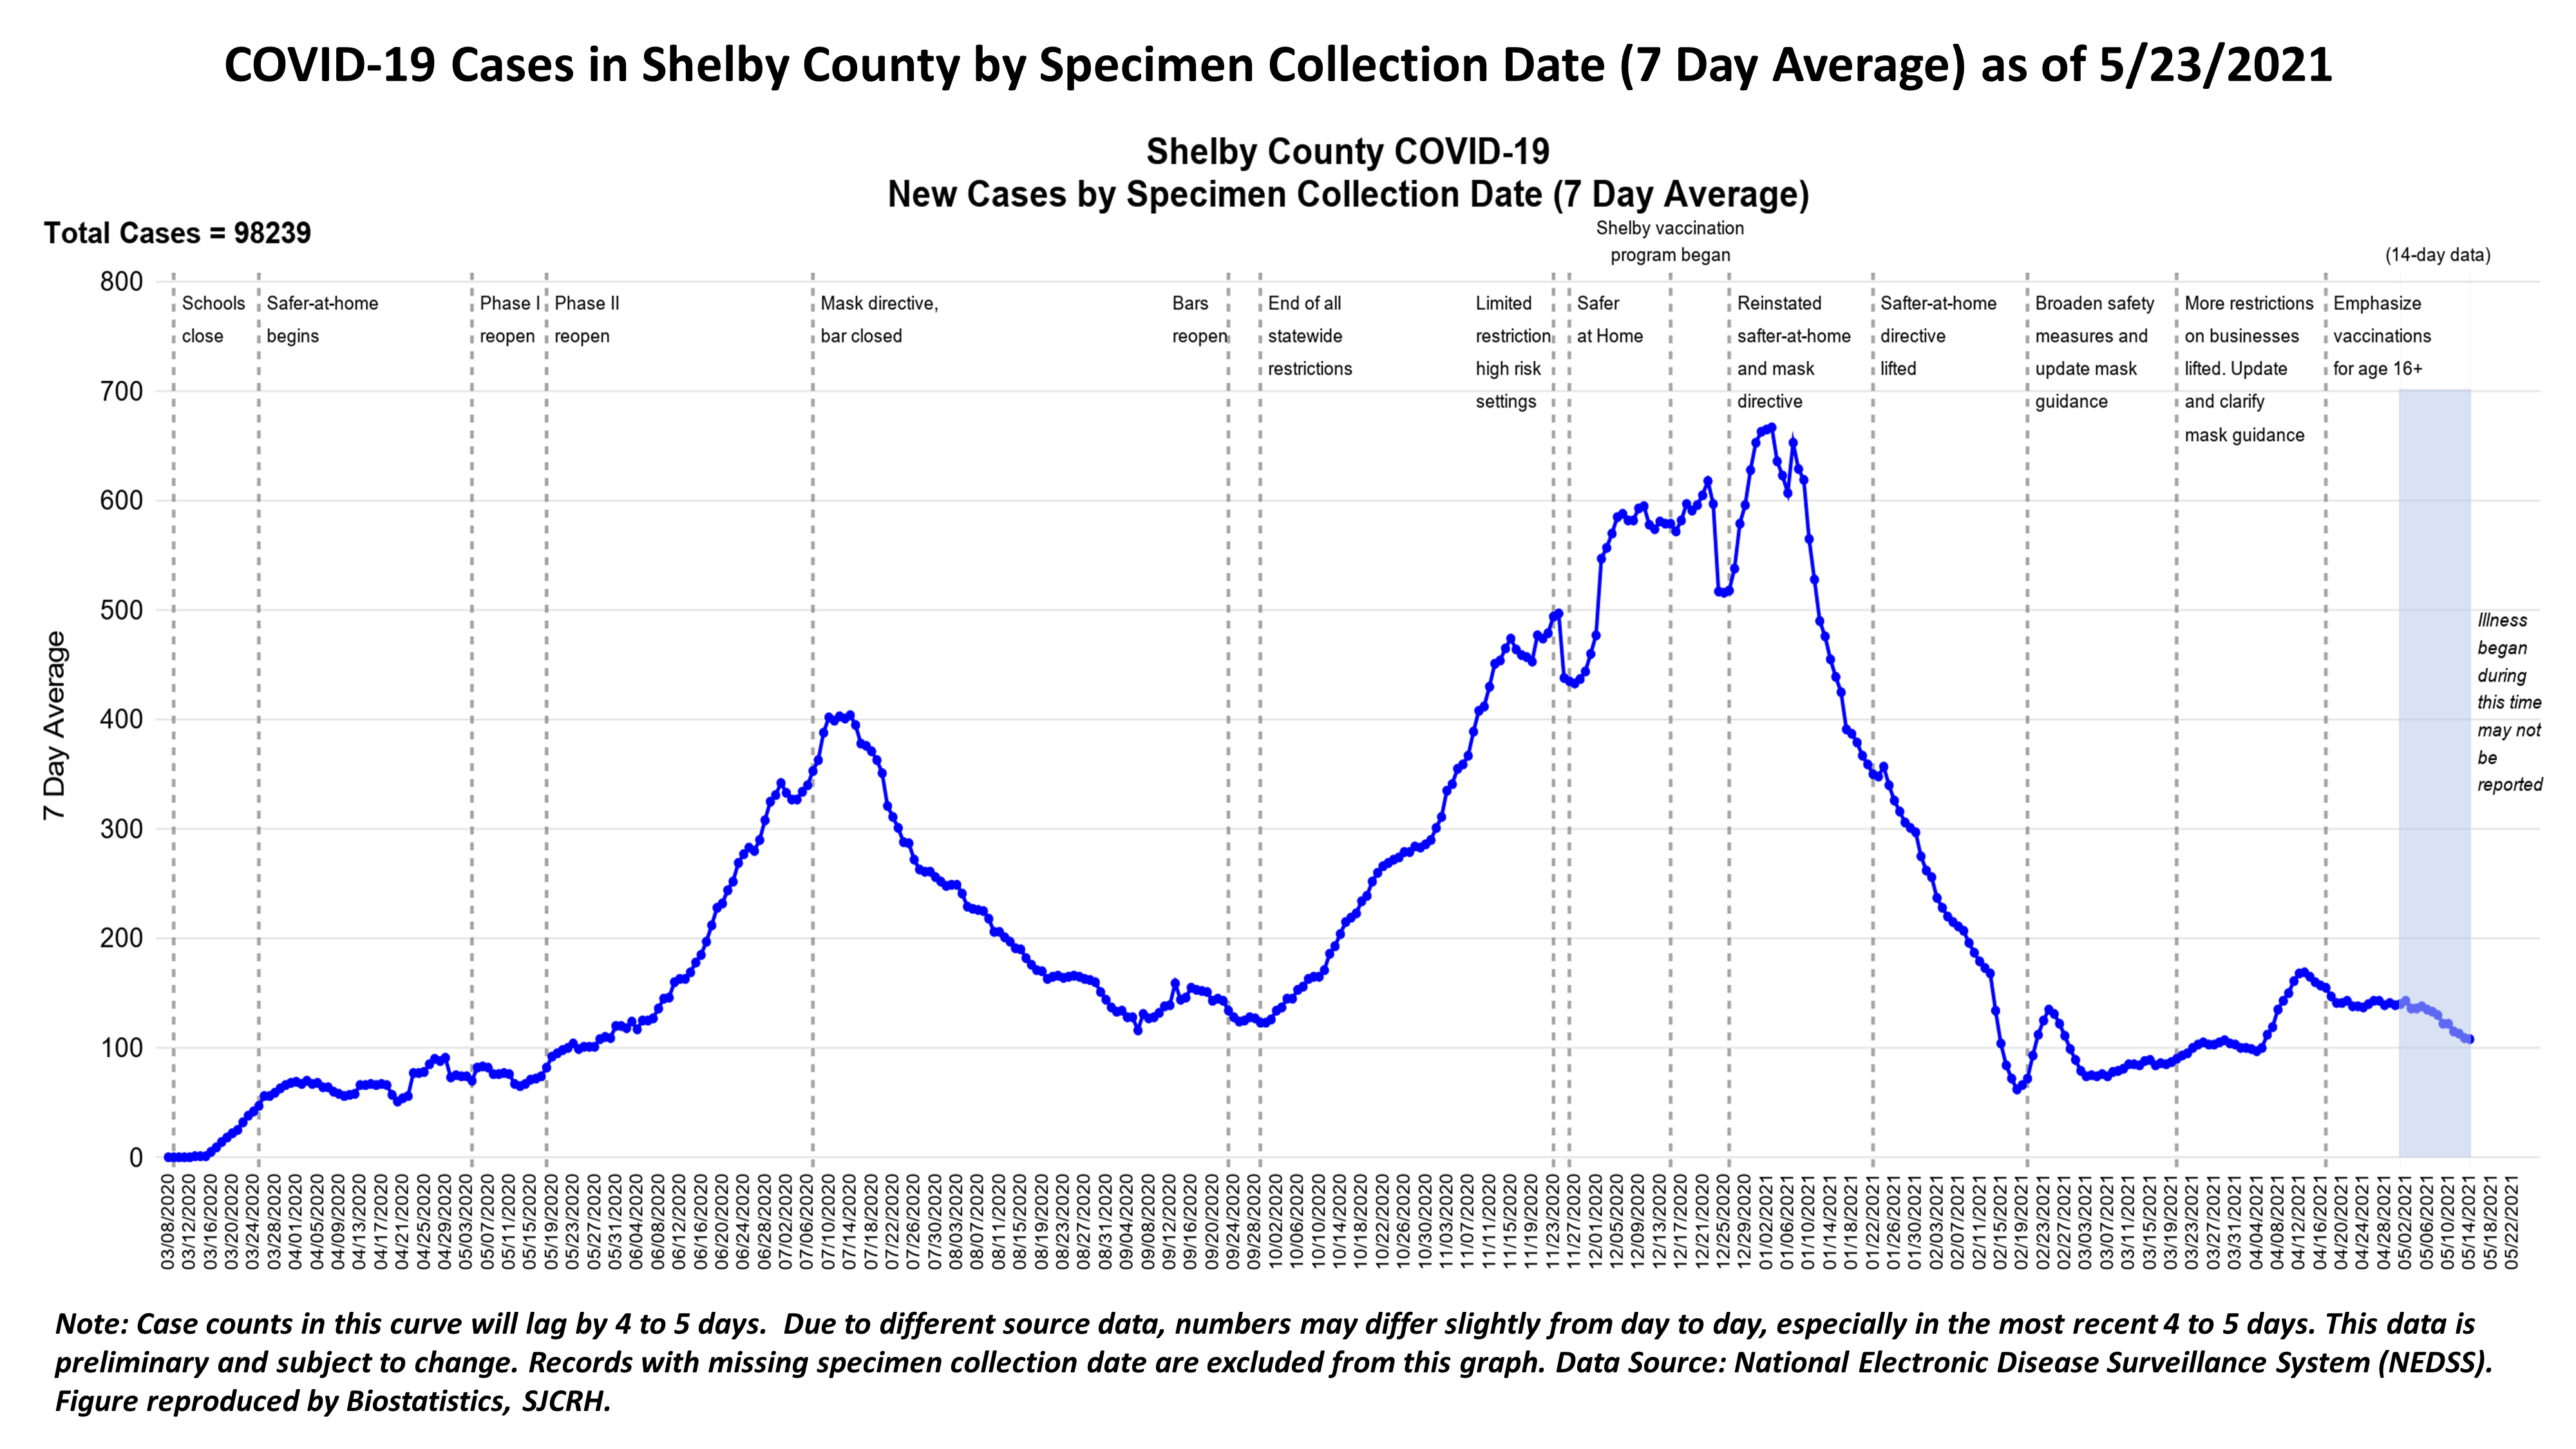 COVID-19 Cases in Shelby County by Specimen Collection Date (7 Day Average) as of 5/23/2021
Shelby County COVID-19
New Cases by Specimen Collection Date (7 Day Average)
Total Cases = 98239
Shelby vaccination
program began
(14-day data)
Schools
close
Safer-at-home
begins
Phase I
reopen
Phase II
reopen
Mask directive,
bar closed
Bars
reopen
End of all
statewide
restrictions
Limited
restriction
high risk
settings
Safer
at Home
Reinstated
safter-at-home
and mask
directive
Safter-at-home
directive
lifted
Broaden safety
measures and
update mask
guidance
More restrictions
on businesses
lifted. Update
and clarify
mask guidance
Emphasize
vaccinations
for age 16+
Illness
began
during
this time
may not
be
reported
7 Day Average
800
700
600
500
400
300
200
100
0
03/08/2020
03/12/2020
03/16/2020
03/20/2020
03/24/2020
03/28/2020
04/01/2020
04/05/2020
04/09/2020
04/13/2020
04/17/2020
04/21/2020
04/25/2020
04/29/2020
05/03/2020
05/07/2020
05/11/2020
05/15/2020
05/19/2020
05/23/2020
05/27/2020
05/31/2020
06/04/2020
06/08/2020
06/12/2020
06/16/2020
06/20/2020
06/24/2020
06/28/2020
07/02/2020
07/06/2020
07/10/2020
07/14/2020
07/18/2020
07/22/2020
07/26/2020
07/30/2020
08/03/2020
08/07/2020
08/11/2020
08/15/2020
08/19/2020
08/23/2020
08/27/2020
08/31/2020
09/04/2020
09/08/2020
09/12/2020
09/16/2020
09/20/2020
09/24/2020
09/28/2020
10/02/2020
10/06/2020
10/10/2020
10/14/2020
10/18/2020
10/22/2020
10/26/2020
10/30/2020
11/03/2020
11/07/2020
11/11/2020
11/15/2020
11/19/2020
11/23/2020
11/27/2020
12/01/2020
12/05/2020
12/09/2020
12/13/2020
12/17/2020
12/21/2020
12/25/2020
12/29/2020
01/02/2021
01/06/2021
01/10/2021
01/14/2021
01/18/2021
01/22/2021
01/26/2021
01/30/2021
02/03/2021
02/07/2021
02/11/2021
02/15/2021
02/19/2021
02/23/2021
02/27/2021
03/03/2021
03/07/2021
03/11/2021
03/15/2021
03/19/2021
03/23/2021
03/27/2021
03/31/2021
04/04/2021
04/08/2021
04/12/2021
04/16/2021
04/20/2021
04/24/2021
04/28/2021
05/02/2021
05/06/2021
05/10/2021
05/14/2021
05/18/2021
05/22/2021
Note: Case counts in this curve will lag by 4 to 5 days. Due to different source data, numbers may differ slightly from day to day, especially in the most recent 4 to 5 days. This data is
preliminary and subject to change. Records with missing specimen collection date are excluded from this graph. Data Source: National Electronic Disease Surveillance System (NEDSS).
Figure reproduced by Biostatistics, SJCRH.